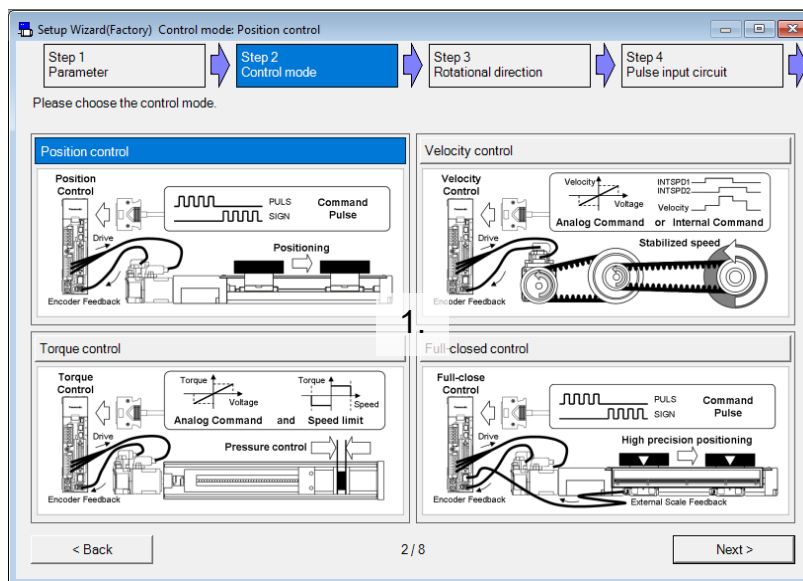 Setup Wizard(Factory)  Control mode: Position control
Step 1
Parameter
Step 2
Control mode
Step 3
Rotational direction
Step 4
Pulse input circuit
Please choose the control mode.
Position control
Position
Control
PULS
SIGN
Command
Pulse
Drive
Positioning
Encoder Feedback
Velocity control
Velocity
Control
Velocity
Voltage
INTSPD1
INTSPD2
Velocity
Analog Command or Internal Command
Drive
Stabilized speed
Encoder Feedback
1.
Torque control
Torque
Control
Torque
Voltage
Torque
Speed
Analog Command and Speed limit
Drive
Pressure control
Encoder Feedback
Full-closed control
Full-close
Control
PULS
SIGN
Command
Pulse
Drive
High precision positioning
Encoder Feedback
External Scale Feedback
< Back
2 / 8
Next >